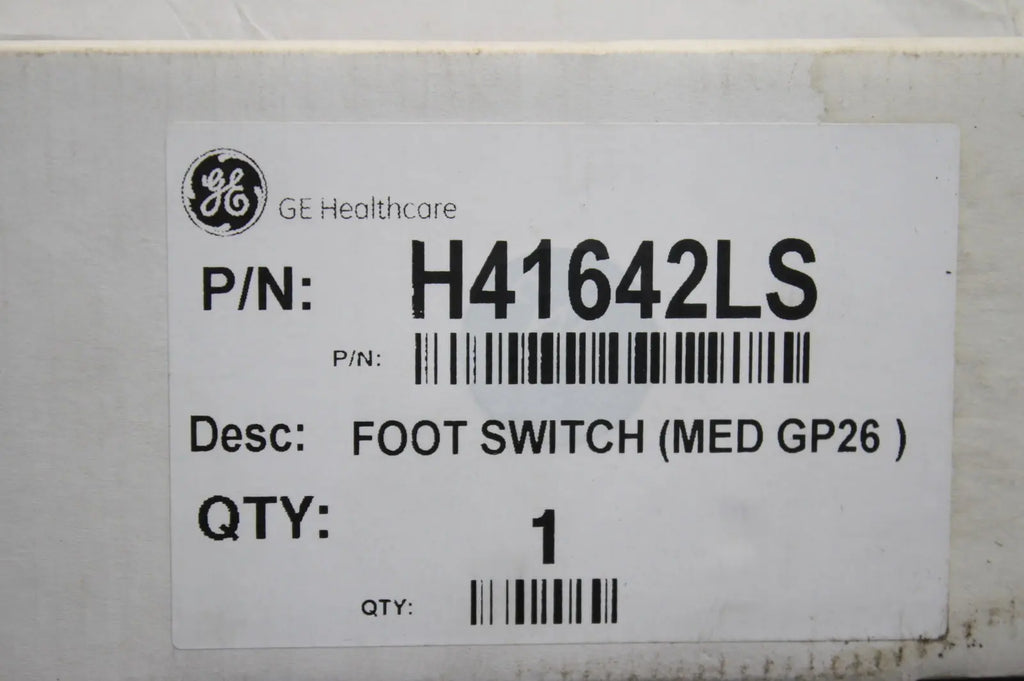 GE
GE Healthcare
P/N: H41642LS
P/N:
Desc: FOOT SWITCH (MED GP26 )
QTY: 1
QTY: